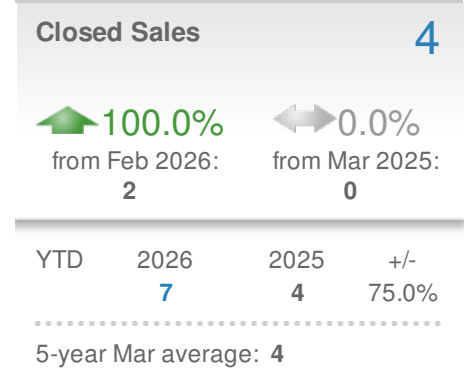 Closed Sales 4
100.0% 0.0%
from Feb 2026: from Mar 2025:
2 0
YTD 2026 2025 +/-
7 4 75.0%
5-year Mar average: 4